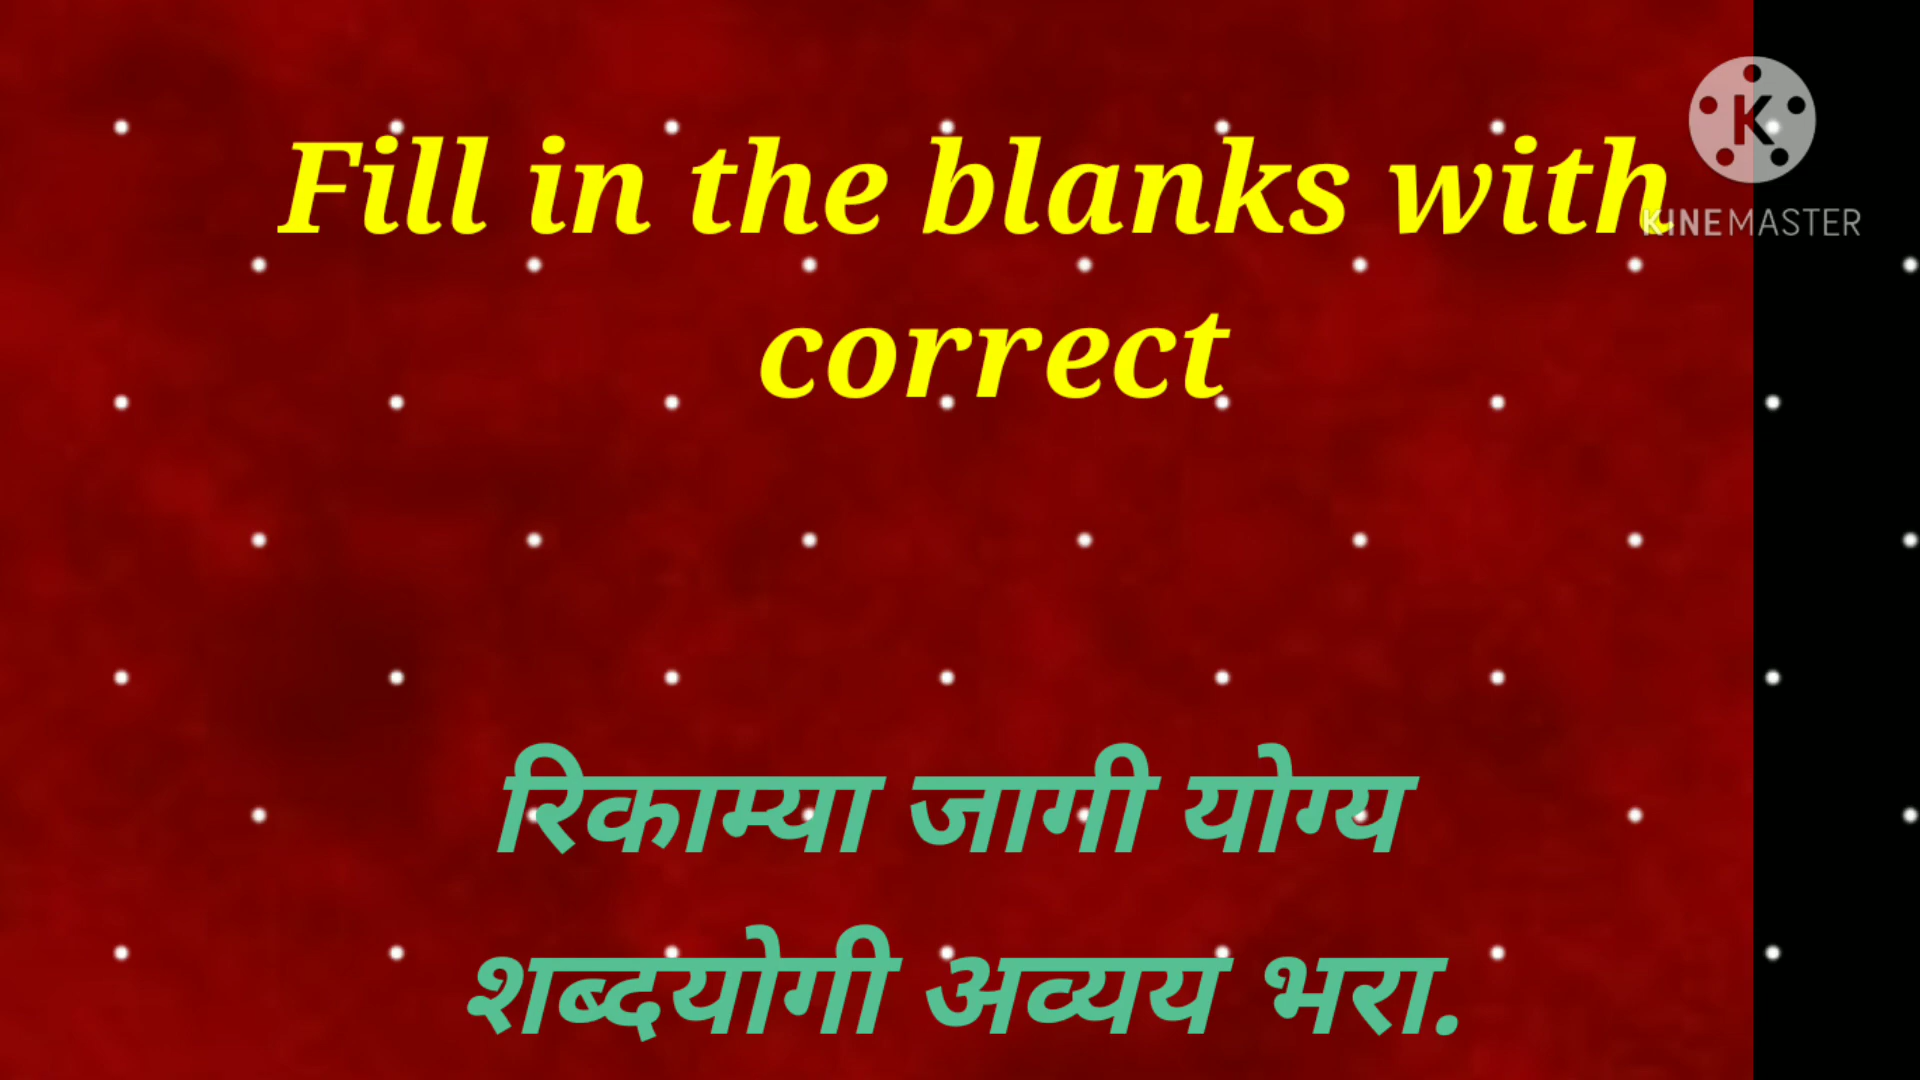 Fill in the blanks with
KINEMASTER
correct
रिकाम्या जागी योग्य
शब्दयोगी अव्यय भरा.